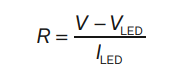 R = (V − V_LED) / I_LED